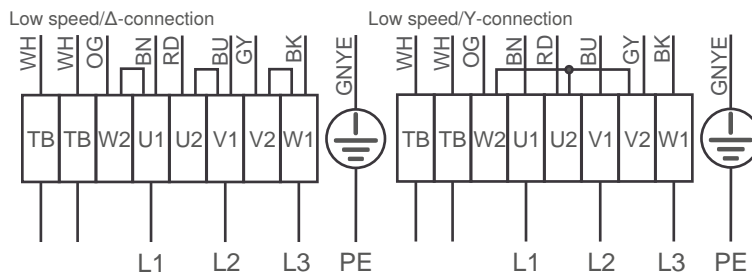 Low speed/Δ-connection
WH WH OG BN RD BU GY BK GNYE
TB TB W2 U1 U2 V1 V2 W1
L1 L2 L3 PE
Low speed/Y-connection
WH WH OG BN RD BU GY BK GNYE
TB TB W2 U1 U2 V1 V2 W1
L1 L2 L3 PE